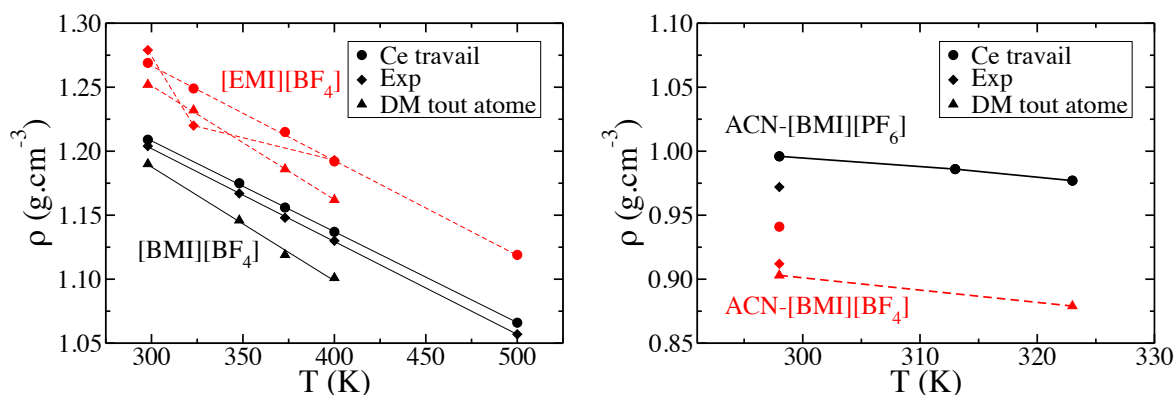 1.30
1.25
1.20
1.15
1.10
1.05
ρ (g.cm⁻³)
300 350 400 450 500
T (K)
[EMI][BF₄]
[BMI][BF₄]
Ce travail
Exp
DM tout atome
1.10
1.05
1.00
0.95
0.90
0.85
ρ (g.cm⁻³)
300 310 320 330
T (K)
ACN-[BMI][PF₆]
ACN-[BMI][BF₄]
Ce travail
Exp
DM tout atome